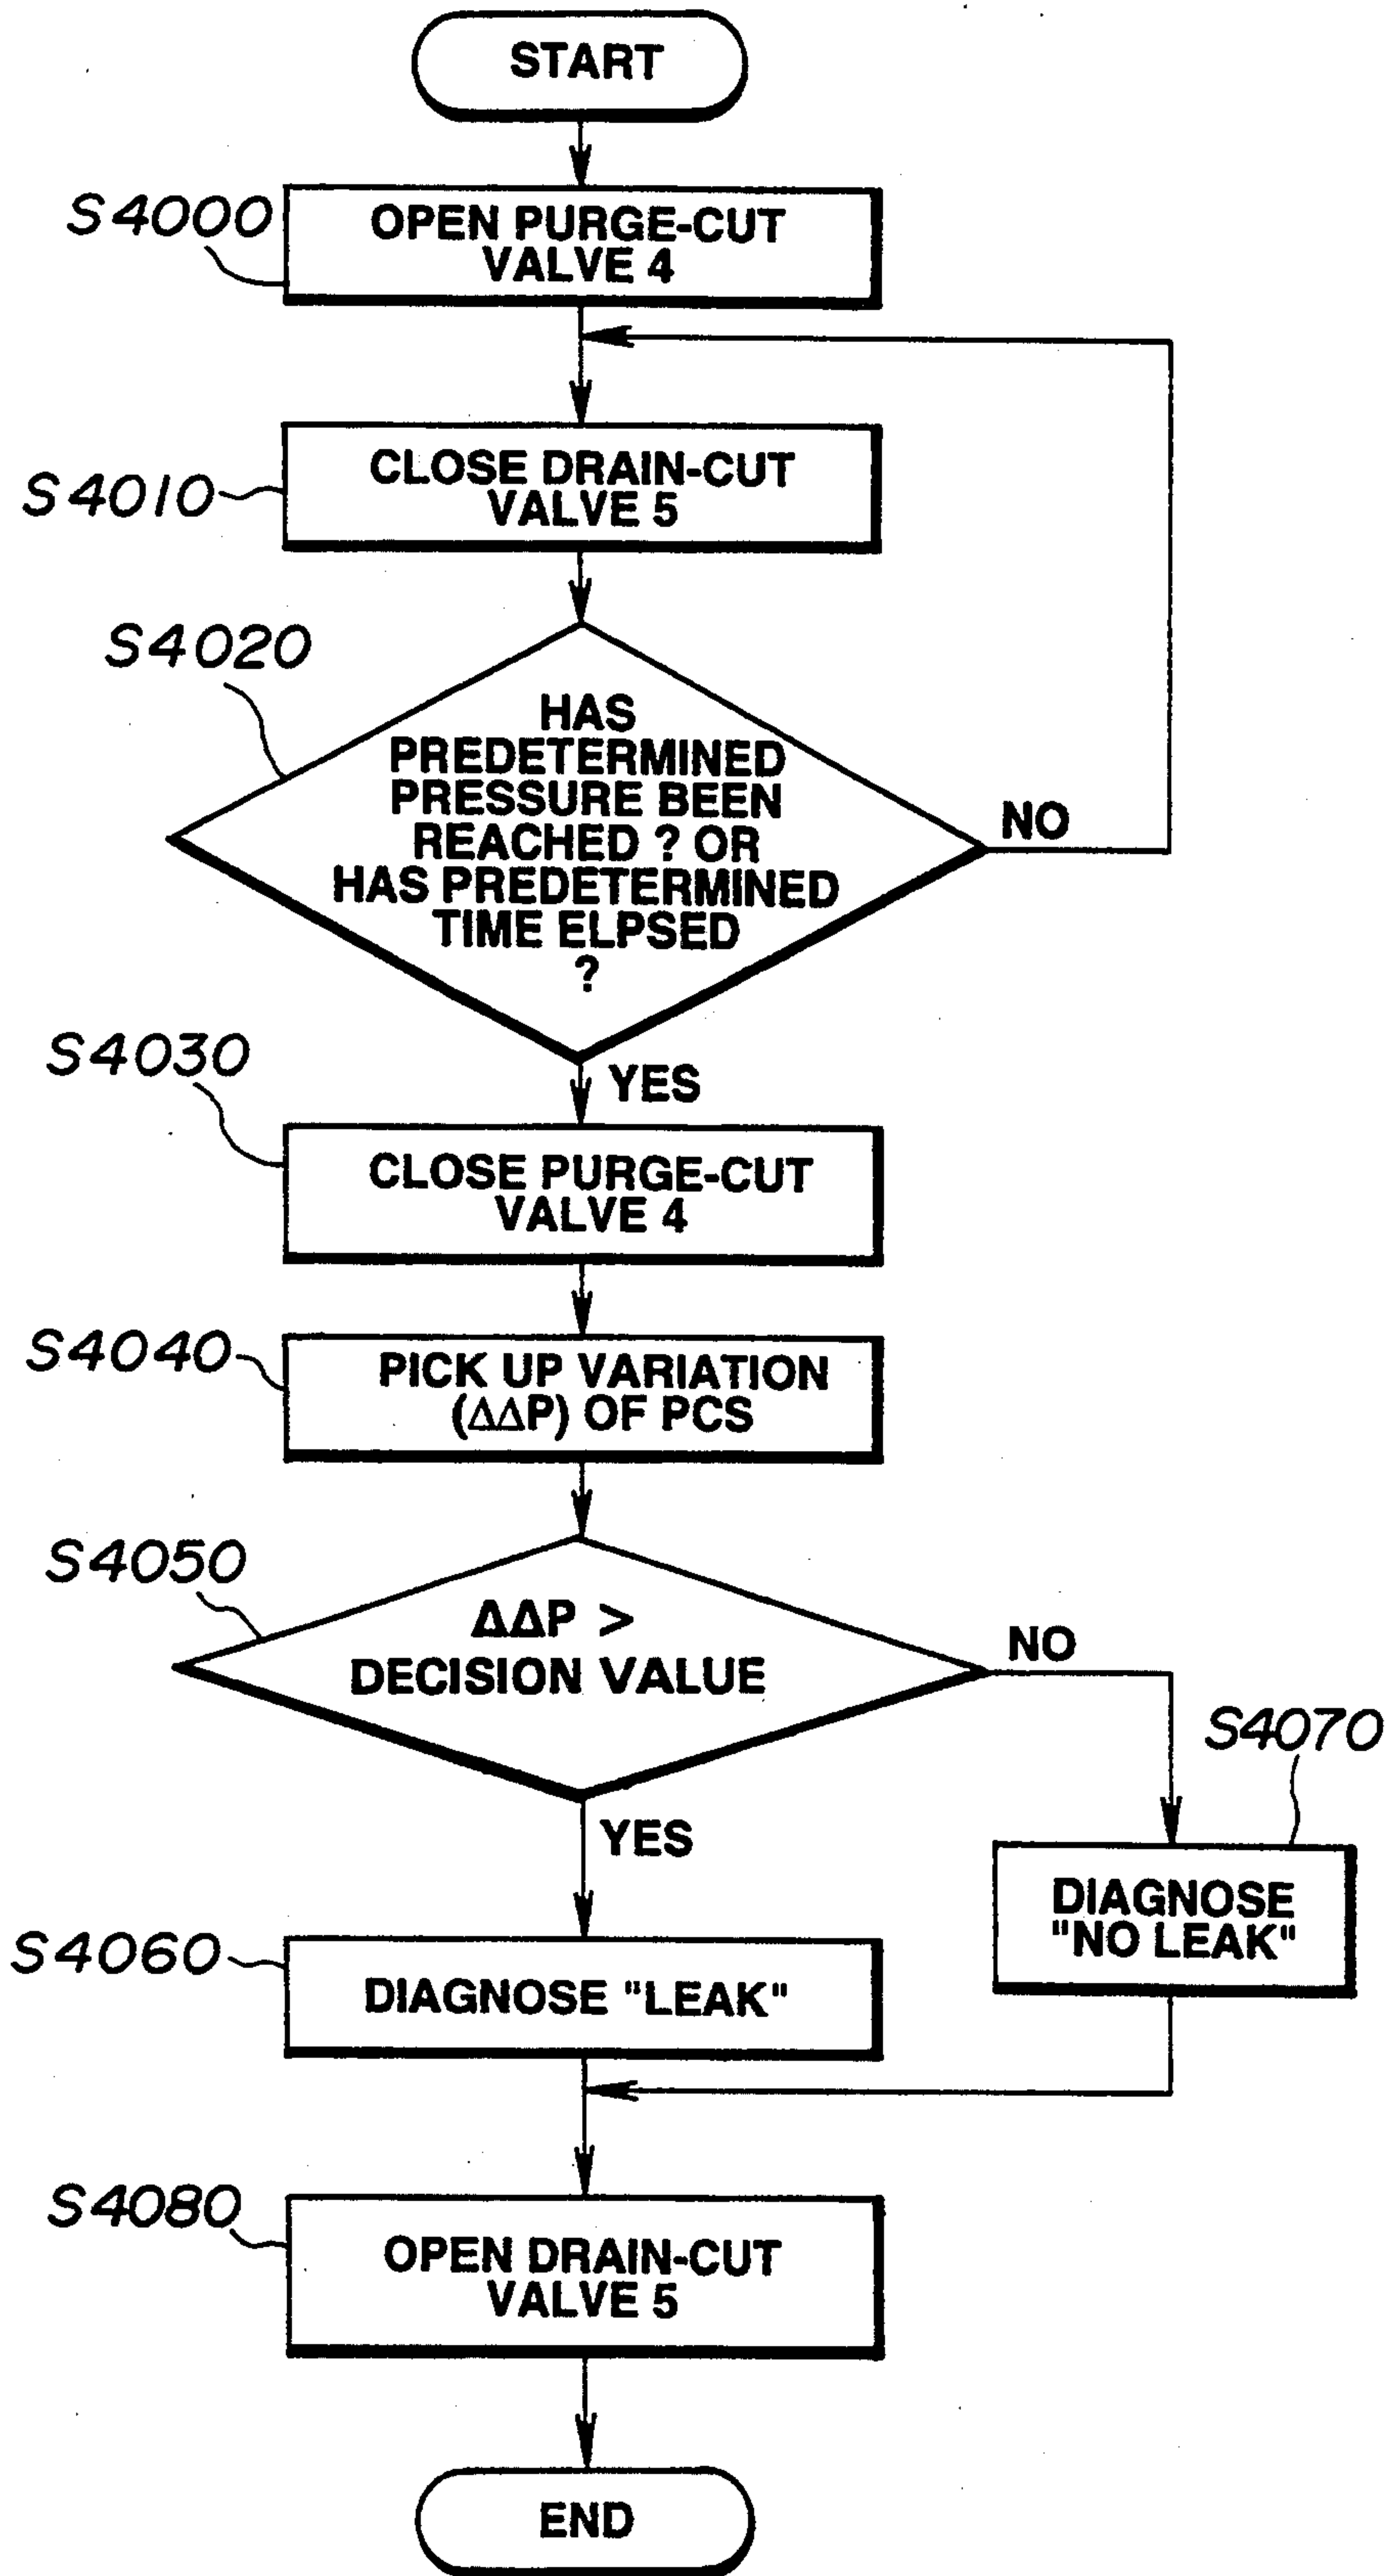 START
S4000
OPEN PURGE-CUT
VALVE 4
S4010
CLOSE DRAIN-CUT
VALVE 5
S4020
HAS
PREDETERMINED
PRESSURE BEEN
REACHED ? OR
HAS PREDETERMINED
TIME ELPSED
?
NO
YES
S4030
CLOSE PURGE-CUT
VALVE 4
S4040
PICK UP VARIATION
(ΔΔP) OF PCS
S4050
ΔΔP >
DECISION VALUE
NO
YES
S4070
DIAGNOSE
"NO LEAK"
S4060
DIAGNOSE "LEAK"
S4080
OPEN DRAIN-CUT
VALVE 5
END